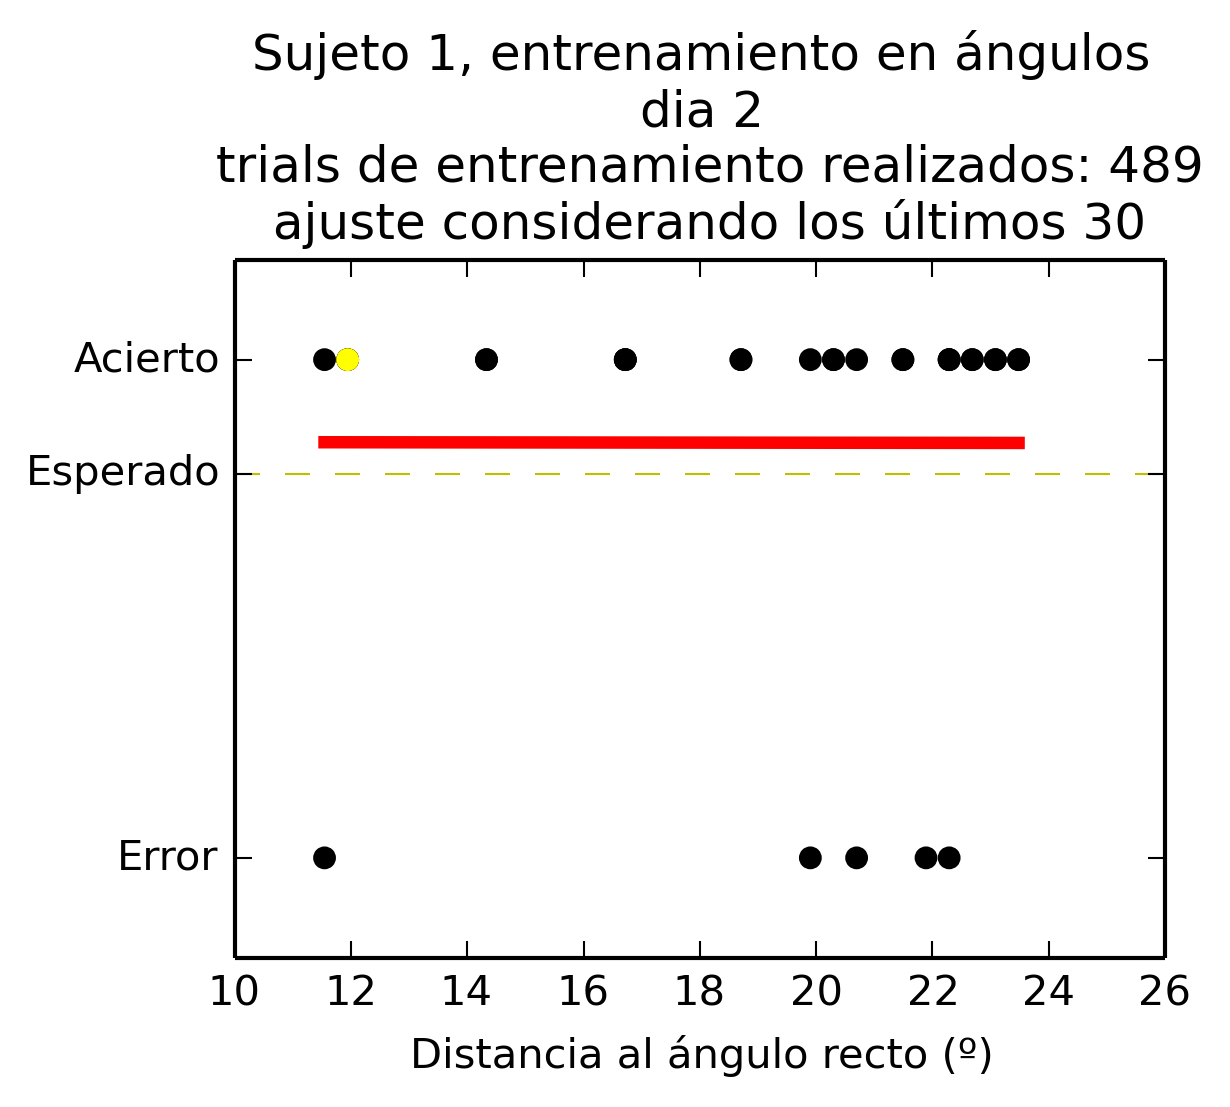 Sujeto 1, entrenamiento en ángulos
dia 2
trials de entrenamiento realizados: 489
ajuste considerando los últimos 30
Acierto
Esperado
Error
10 12 14 16 18 20 22 24 26
Distancia al ángulo recto (º)